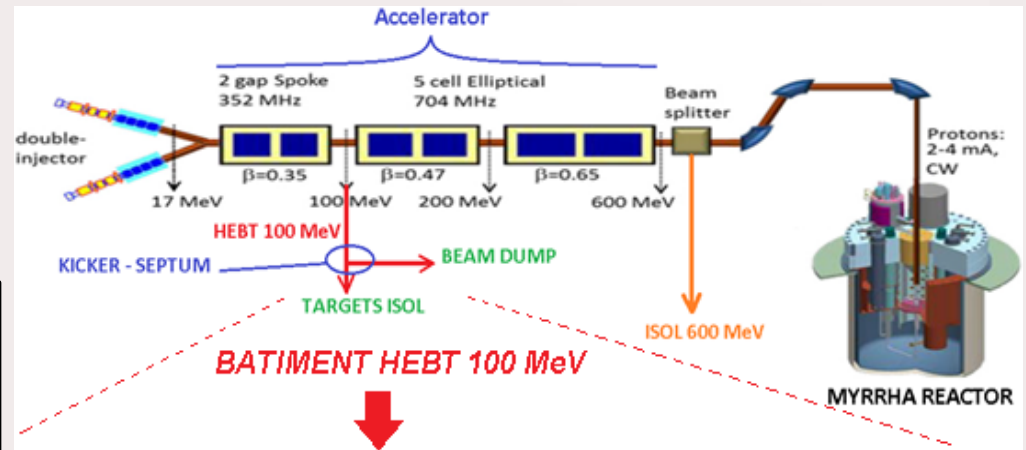 Accelerator
2 gap Spoke
352 MHz
5 cell Elliptical
704 MHz
Beam
splitter
double-
injector
Protons:
2-4 mA,
CW
β=0.35
β=0.47
β=0.65
17 MeV
100 MeV
200 MeV
600 MeV
HEBT 100 MeV
KICKER - SEPTUM
BEAM DUMP
TARGETS ISOL
ISOL 600 MeV
BATIMENT HEBT 100 MeV
MYRRHA REACTOR